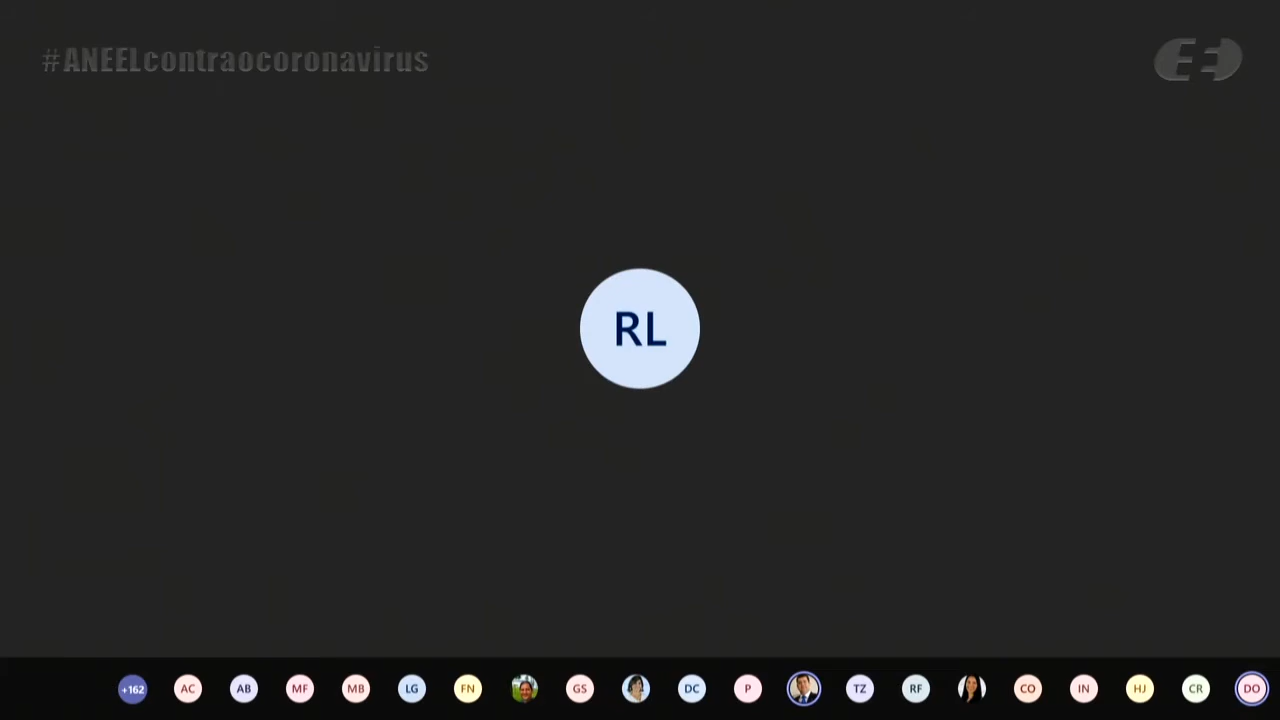 #ANEELcontraocoronavirus
RL
+162 AC AB MF MB LG FN GS DC P TZ RF CO IN HJ CR DO